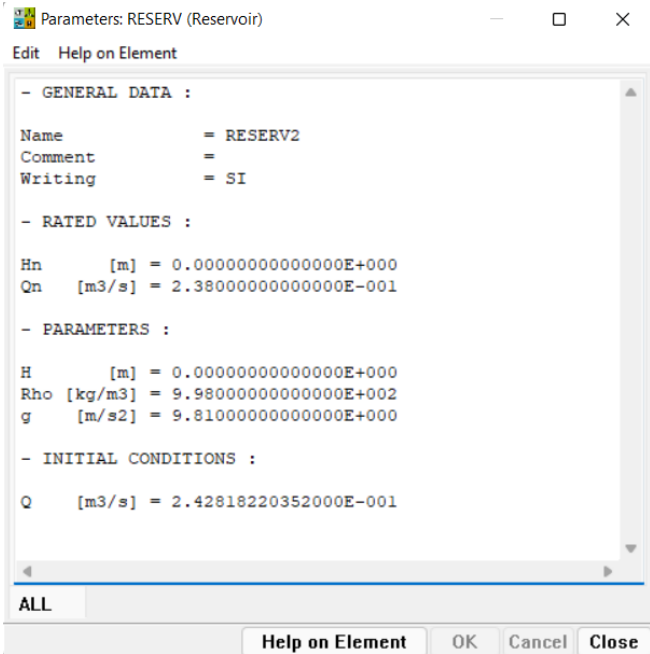 Parameters: RESERV (Reservoir)
Edit Help on Element
- GENERAL DATA :
Name = RESERV2
Comment =
Writing = SI
- RATED VALUES :
Hn [m] = 0.00000000000000E+000
Qn [m3/s] = 2.38000000000000E-001
- PARAMETERS :
H [m] = 0.00000000000000E+000
Rho [kg/m3] = 9.98000000000000E+002
g [m/s2] = 9.81000000000000E+000
- INITIAL CONDITIONS :
Q [m3/s] = 2.42818220352000E-001
ALL
Help on Element OK Cancel Close